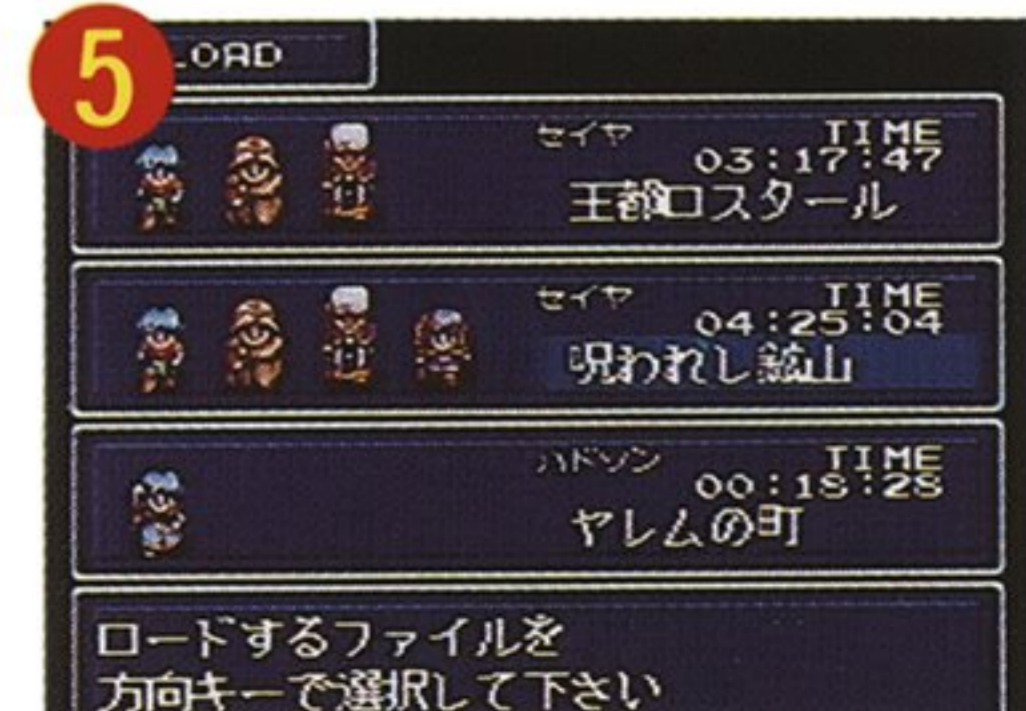 5
LOAD
セイヤ TIME
03:17:47
王都ロスタール
セイヤ TIME
04:25:04
呪われし鉱山
ハドソン TIME
00:18:28
ヤレムの町
ロードするファイルを
方向キーで選択して下さい